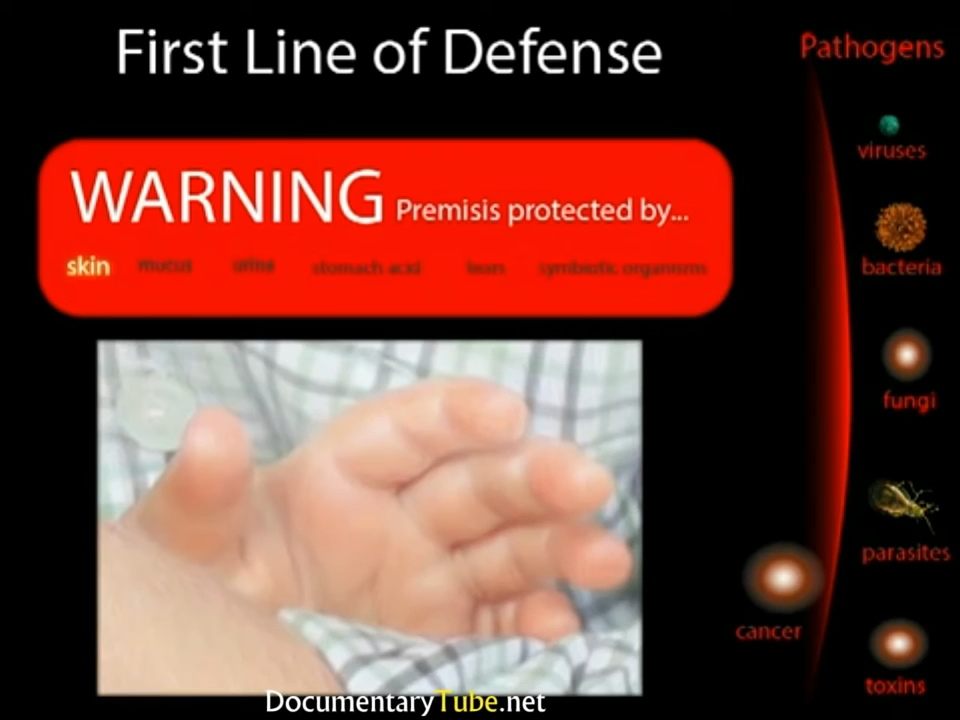 First Line of Defense
Pathogens
WARNING Premisis protected by...
skin mucus urine stomach acid tears symbiotic organisms
viruses
bacteria
fungi
parasites
cancer
toxins
DocumentaryTube.net